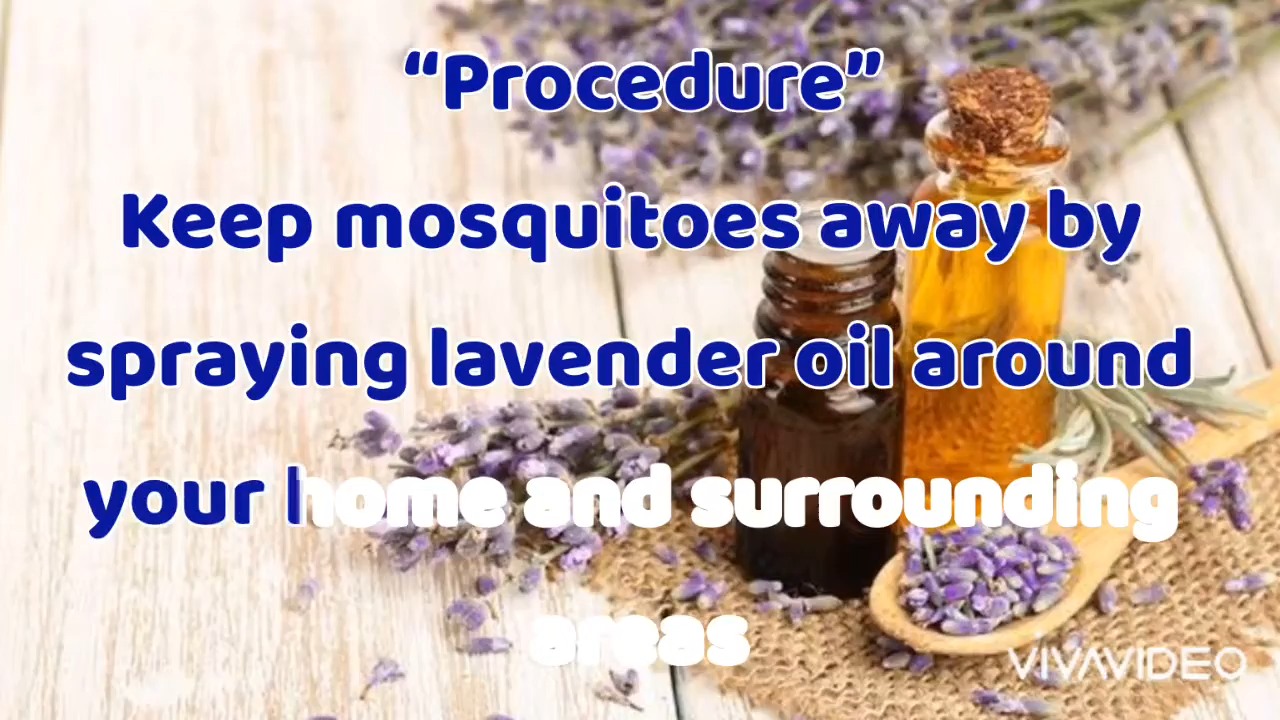 “Procedure”
Keep mosquitoes away by
spraying lavender oil around
your home and surrounding
areas
VIVAVIDEO